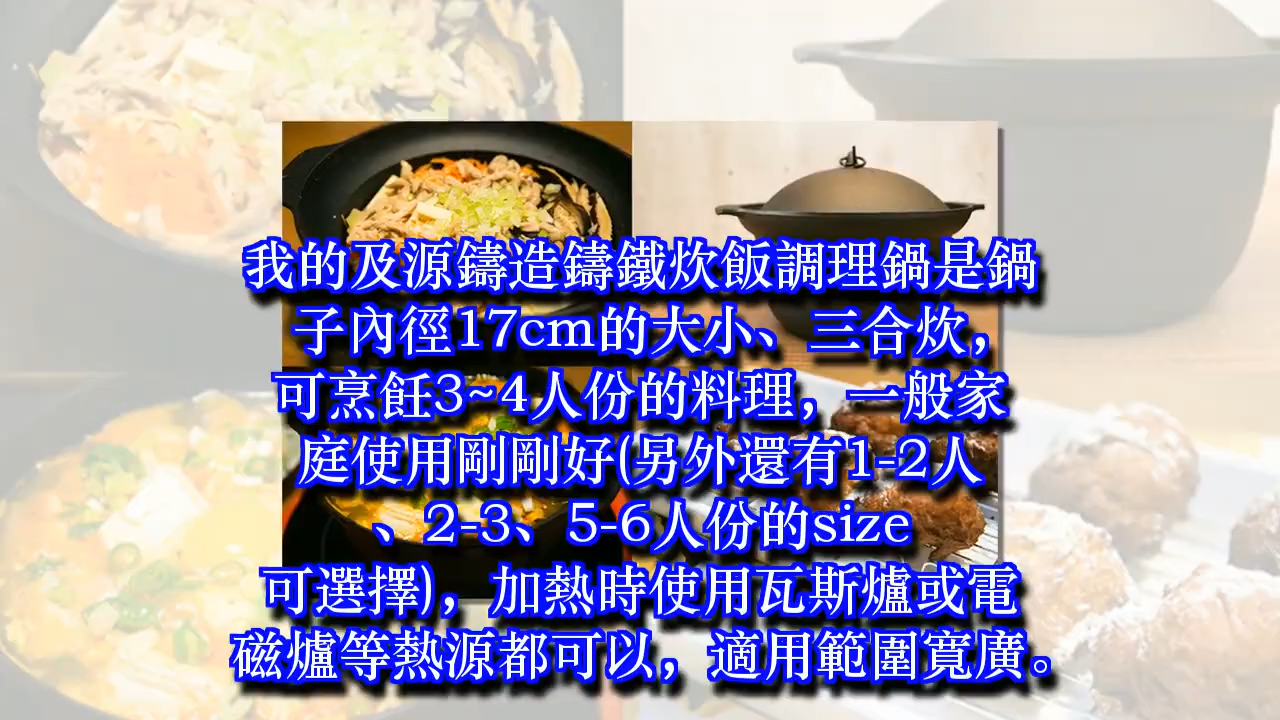 我的及源鑄造鑄鐵炊飯調理鍋是鍋
子內徑17cm的大小、三合炊，
可烹飪3~4人份的料理，一般家
庭使用剛剛好(另外還有1-2人
、2-3、5-6人份的size
可選擇)，加熱時使用瓦斯爐或電
磁爐等熱源都可以，適用範圍寬廣。